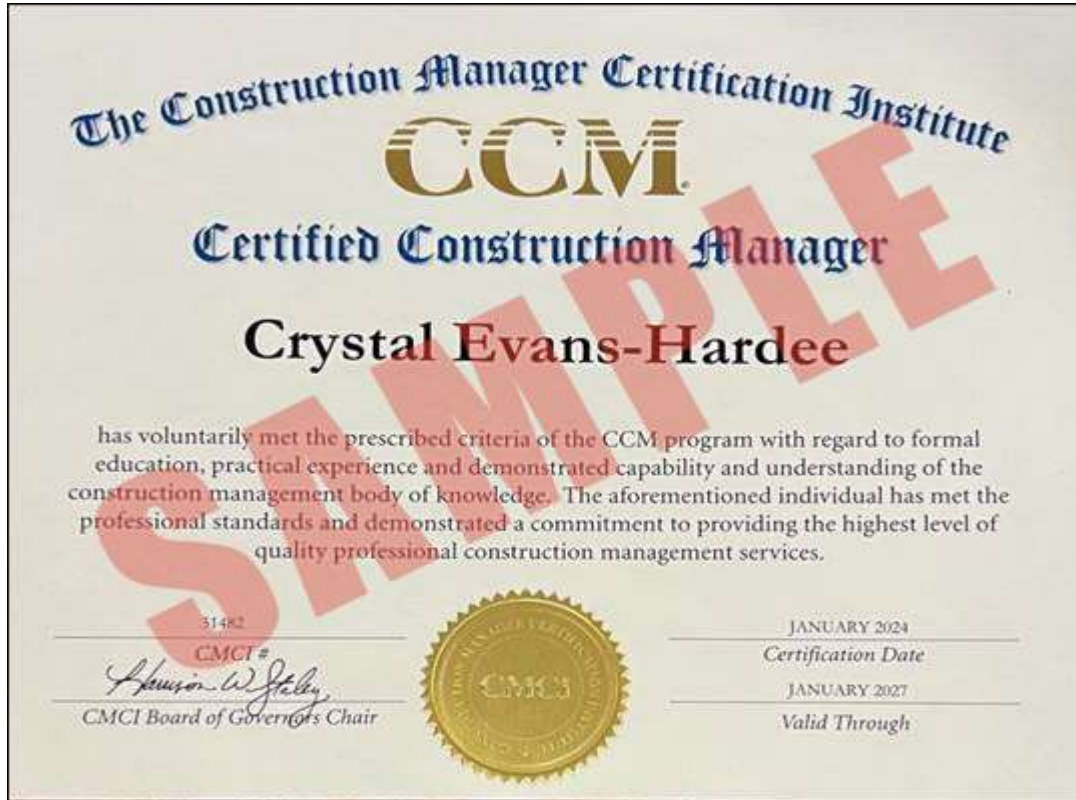 The Construction Manager Certification Institute
CCM
Certified Construction Manager
Crystal Evans-Hardee
has voluntarily met the prescribed criteria of the CCM program with regard to formal
education, practical experience and demonstrated capability and understanding of the
construction management body of knowledge. The aforementioned individual has met the
professional standards and demonstrated a commitment to providing the highest level of
quality professional construction management services.
SAMPLE
31482
CMCI #
CMCI Board of Governors Chair
CMCI
JANUARY 2024
Certification Date
JANUARY 2027
Valid Through